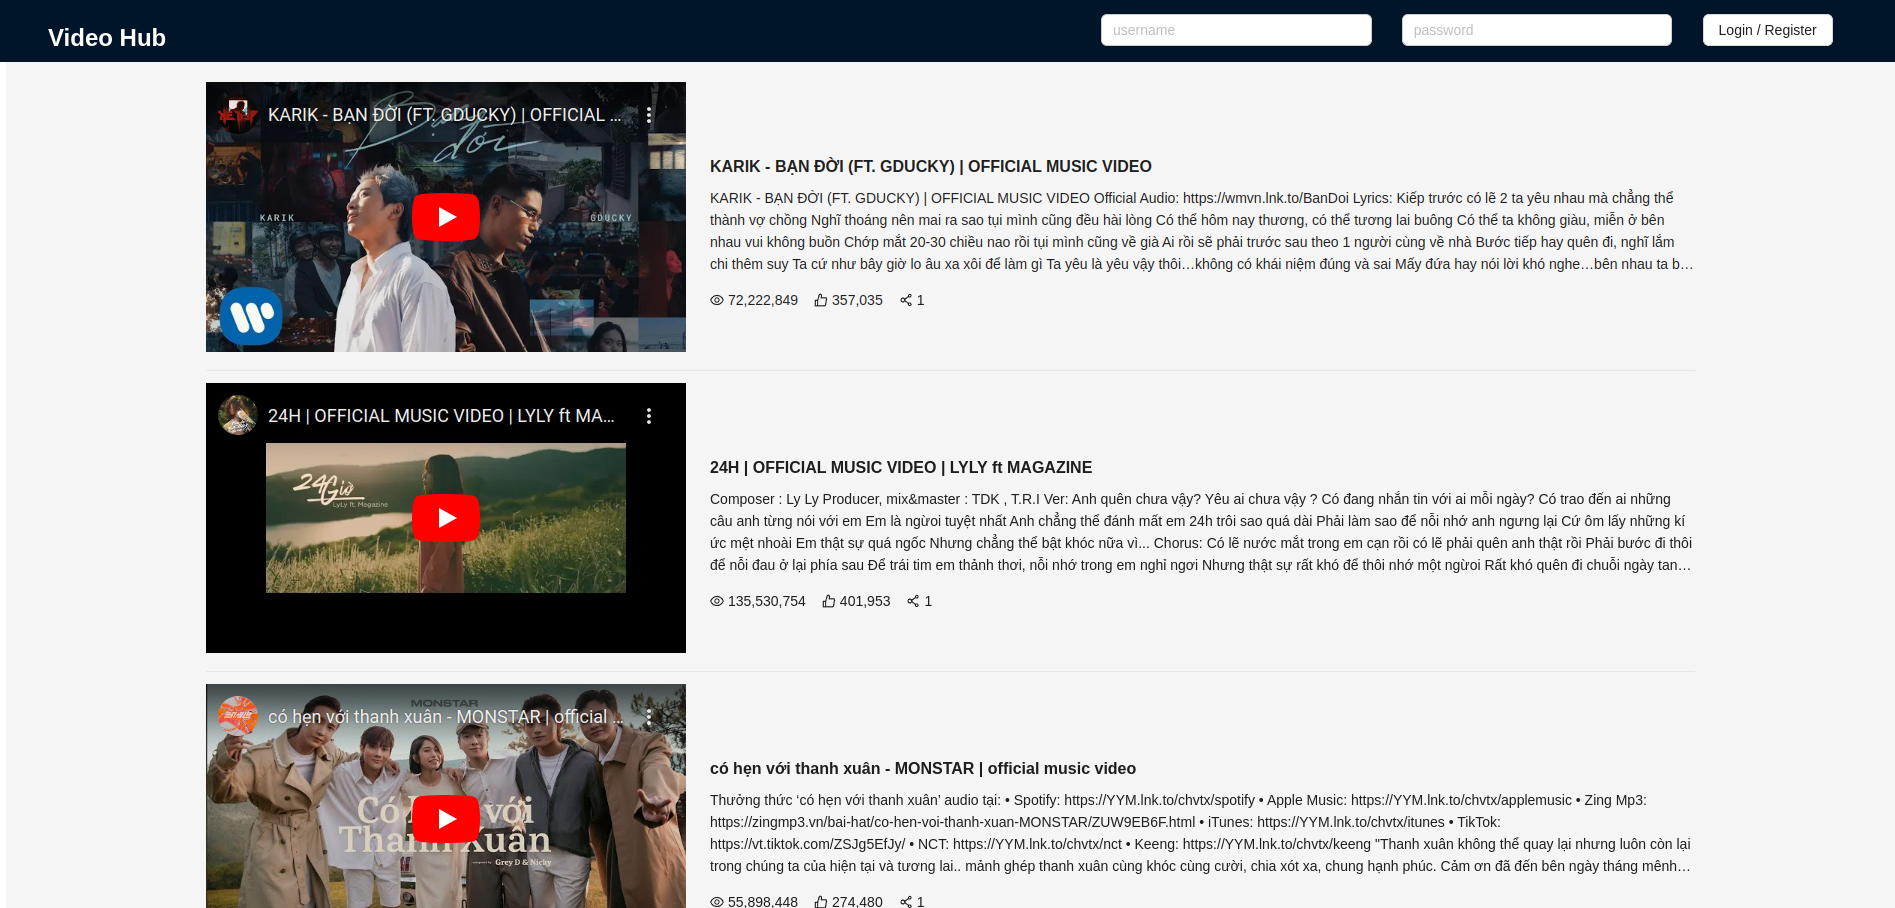 Video Hub
username
password
Login / Register
KARIK - BẠN ĐỜI (FT. GDUCKY) | OFFICIAL ...
Bạn đời
KARIK
GDUCKY
KARIK - BẠN ĐỜI (FT. GDUCKY) | OFFICIAL MUSIC VIDEO
KARIK - BẠN ĐỜI (FT. GDUCKY) | OFFICIAL MUSIC VIDEO Official Audio: https://wmvn.lnk.to/BanDoi Lyrics: Kiếp trước có lẽ 2 ta yêu nhau mà chẳng thể
thành vợ chồng Nghĩ thoáng nên mai ra sao tụi mình cũng đều hài lòng Có thể hôm nay thương, có thể tương lai buông Có thể ta không giàu, miễn ở bên
nhau vui không buồn Chớp mắt 20-30 chiều nao rồi tụi mình cũng về già Ai rồi sẽ phải trước sau theo 1 người cùng về nhà Bước tiếp hay quên đi, nghĩ lắm
chi thêm suy Ta cứ như bây giờ lo âu xa xôi để làm gì Ta yêu là yêu vậy thôi…không có khái niệm đúng và sai Mấy đứa hay nói lời khó nghe…bên nhau ta b…
72,222,849 357,035 1
24H | OFFICIAL MUSIC VIDEO | LYLY ft MA...
24Giờ
LyLy ft. Magazine
24H | OFFICIAL MUSIC VIDEO | LYLY ft MAGAZINE
Composer : Ly Ly Producer, mix&master : TDK , T.R.I Ver: Anh quên chưa vậy? Yêu ai chưa vậy ? Có đang nhắn tin với ai mỗi ngày? Có trao đến ai những
câu anh từng nói với em Em là người tuyệt nhất Anh chẳng thể đánh mất em 24h trôi sao quá dài Phải làm sao để nỗi nhớ anh ngưng lại Cứ ôm lấy những kí
ức mệt nhoài Em thật sự quá ngốc Nhưng chẳng thể bật khóc nữa vì... Chorus: Có lẽ nước mắt trong em cạn rồi có lẽ phải quên anh thật rồi Phải bước đi thôi
để nỗi đau ở lại phía sau Để trái tim em thảnh thơi, nỗi nhớ trong em nghỉ ngơi Nhưng thật sự rất khó để thôi nhớ một người Rất khó quên đi chuỗi ngày tan…
135,530,754 401,953 1
MONSTAR
có hẹn với thanh xuân - MONSTAR | official ...
Có với
Thanh Xuân
Grey D & Nicky
có hẹn với thanh xuân - MONSTAR | official music video
Thưởng thức ‘có hẹn với thanh xuân’ audio tại: • Spotify: https://YYM.lnk.to/chvtx/spotify • Apple Music: https://YYM.lnk.to/chvtx/applemusic • Zing Mp3:
https://zingmp3.vn/bai-hat/co-hen-voi-thanh-xuan-MONSTAR/ZUW9EB6F.html • iTunes: https://YYM.lnk.to/chvtx/itunes • TikTok:
https://vt.tiktok.com/ZSJg5EfJy/ • NCT: https://YYM.lnk.to/chvtx/nct • Keeng: https://YYM.lnk.to/chvtx/keeng "Thanh xuân không thể quay lại nhưng luôn còn lại
trong chúng ta của hiện tại và tương lai.. mảnh ghép thanh xuân cùng khóc cùng cười, chia xót xa, chung hạnh phúc. Cảm ơn đã đến bên ngày tháng mênh…
55,898,448 274,480 1